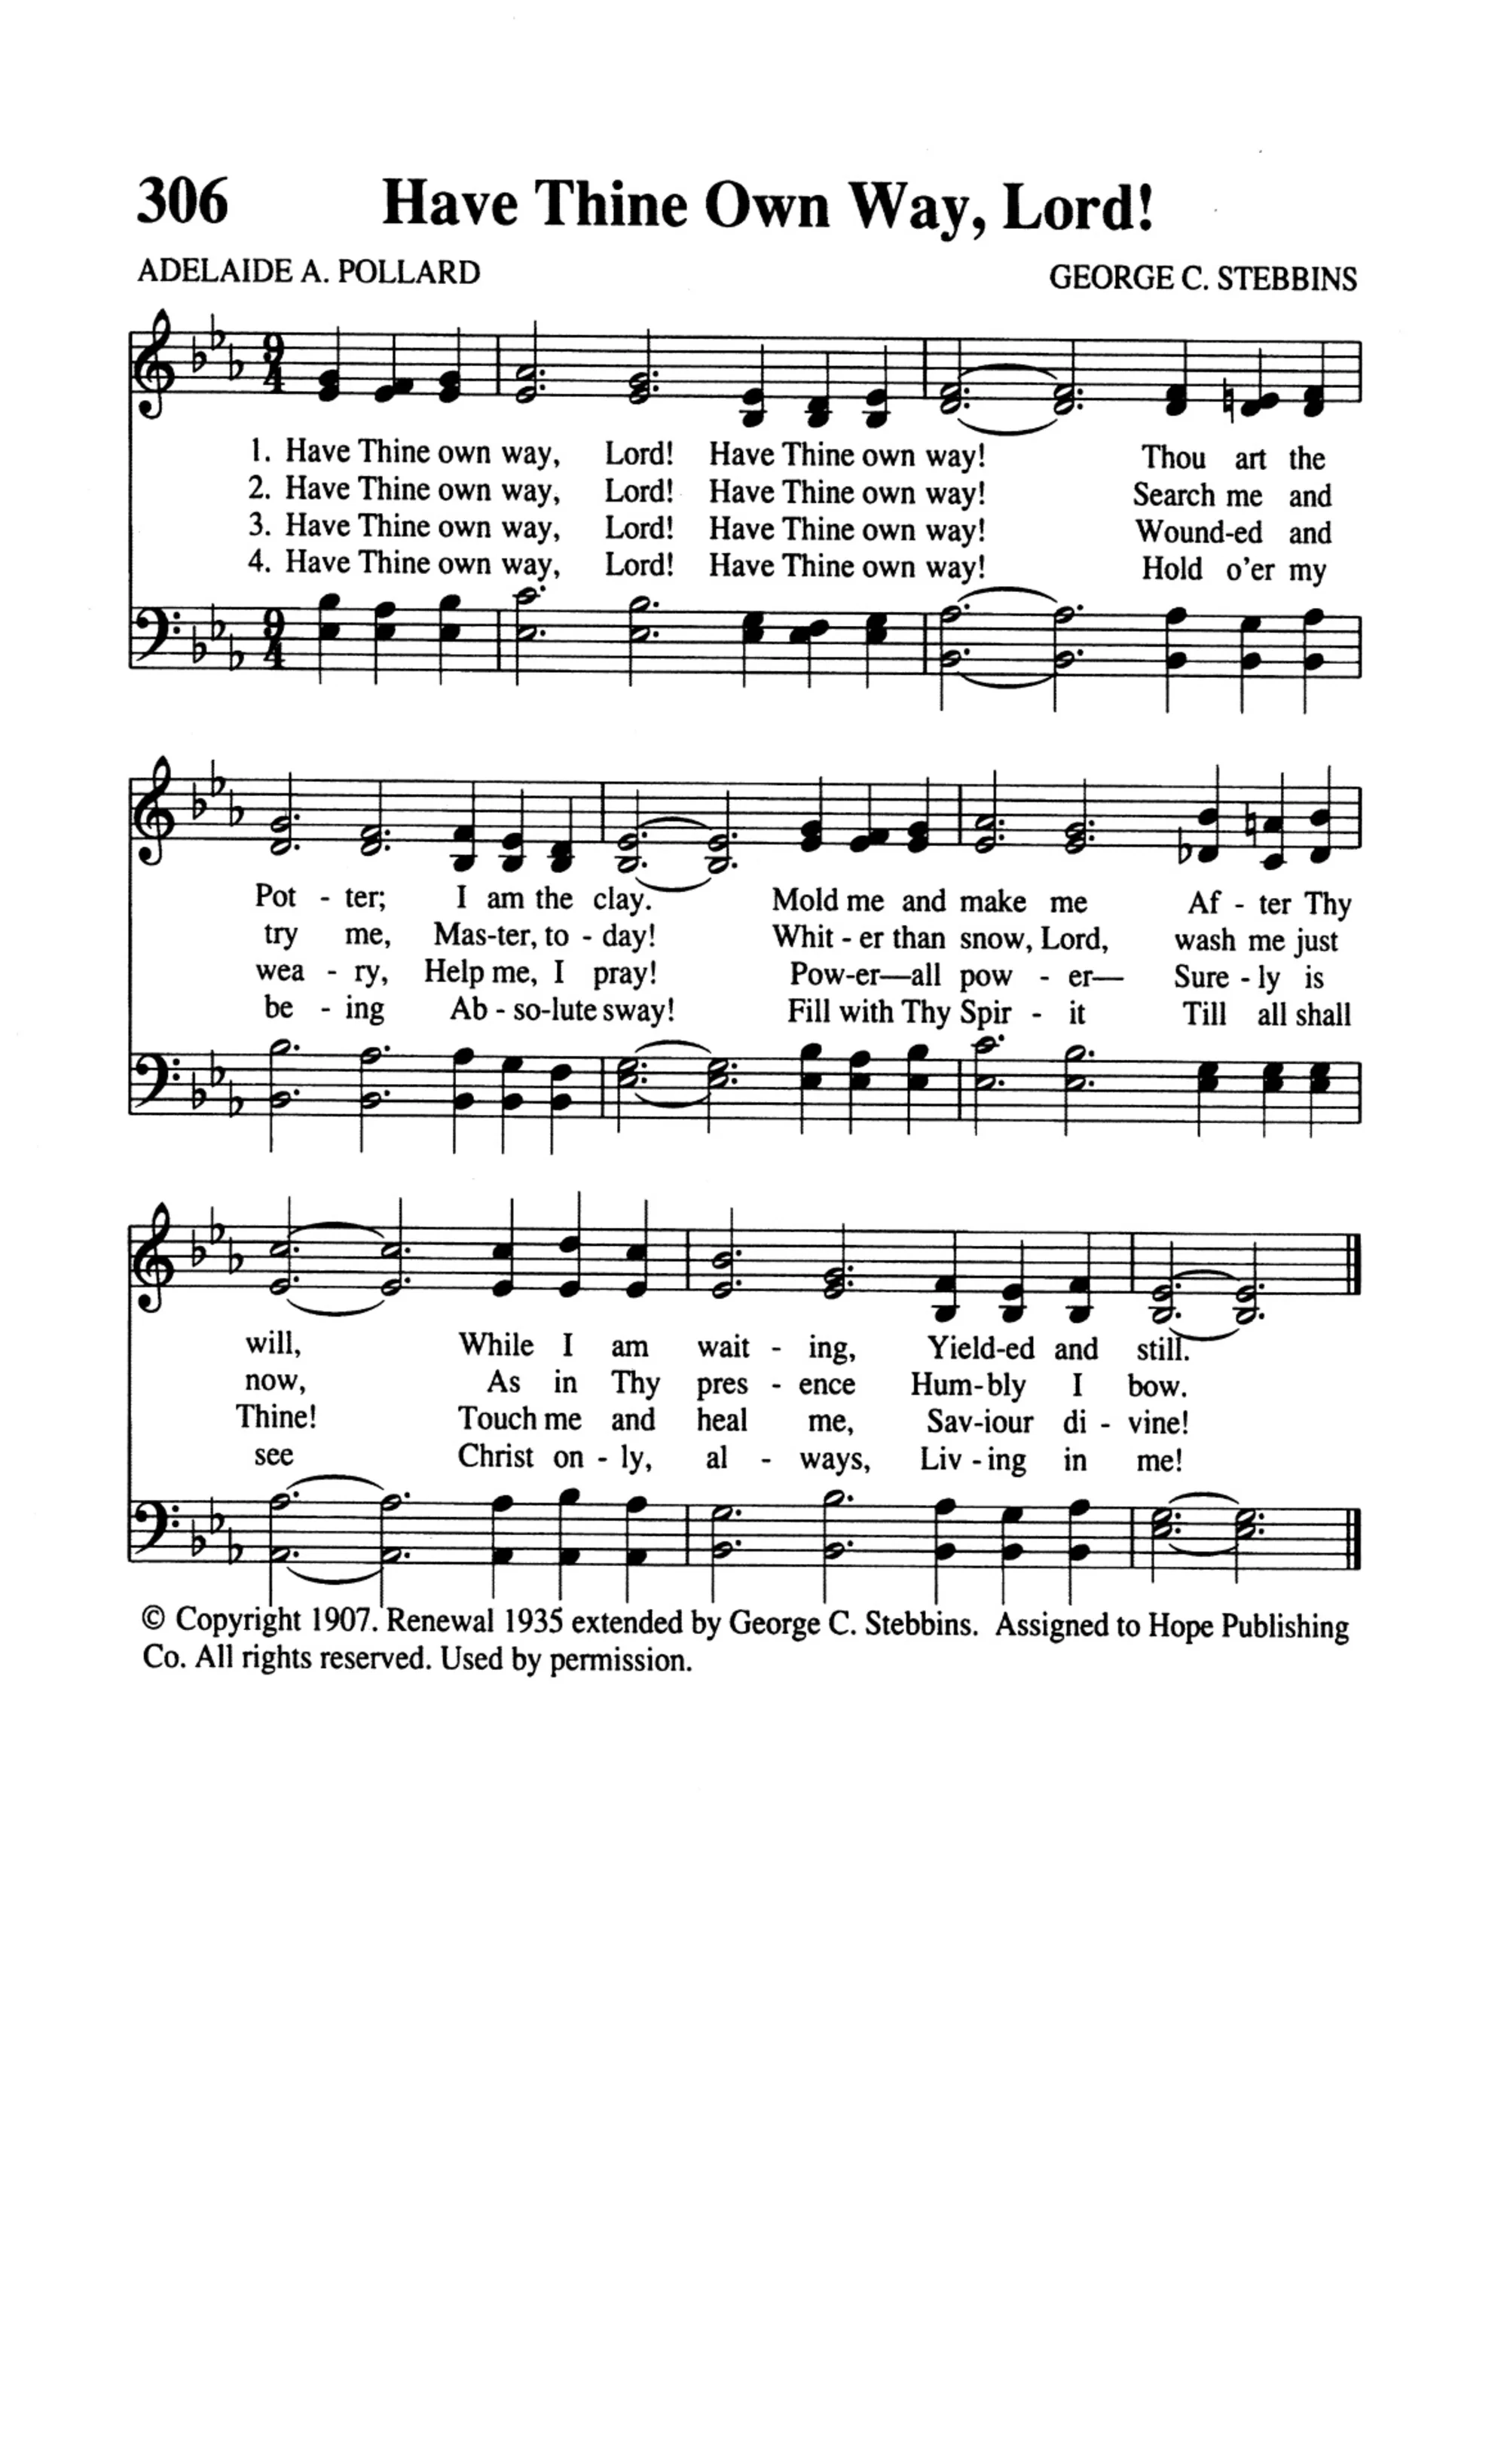 306 Have Thine Own Way, Lord!
ADELAIDE A. POLLARD GEORGE C. STEBBINS
9/4
1. Have Thine own way, Lord! Have Thine own way! Thou art the
2. Have Thine own way, Lord! Have Thine own way! Search me and
3. Have Thine own way, Lord! Have Thine own way! Wound-ed and
4. Have Thine own way, Lord! Have Thine own way! Hold o'er my
9/4
Pot - ter; I am the clay. Mold me and make me Af - ter Thy
try me, Mas-ter, to - day! Whit - er than snow, Lord, wash me just
wea - ry, Help me, I pray! Pow-er—all pow - er— Sure - ly is
be - ing Ab - so-lute sway! Fill with Thy Spir - it Till all shall
will, While I am wait - ing, Yield-ed and still.
now, As in Thy pres - ence Hum-bly I bow.
Thine! Touch me and heal me, Sav-iour di - vine!
see Christ on - ly, al - ways, Liv - ing in me!
© Copyright 1907. Renewal 1935 extended by George C. Stebbins. Assigned to Hope Publishing
Co. All rights reserved. Used by permission.